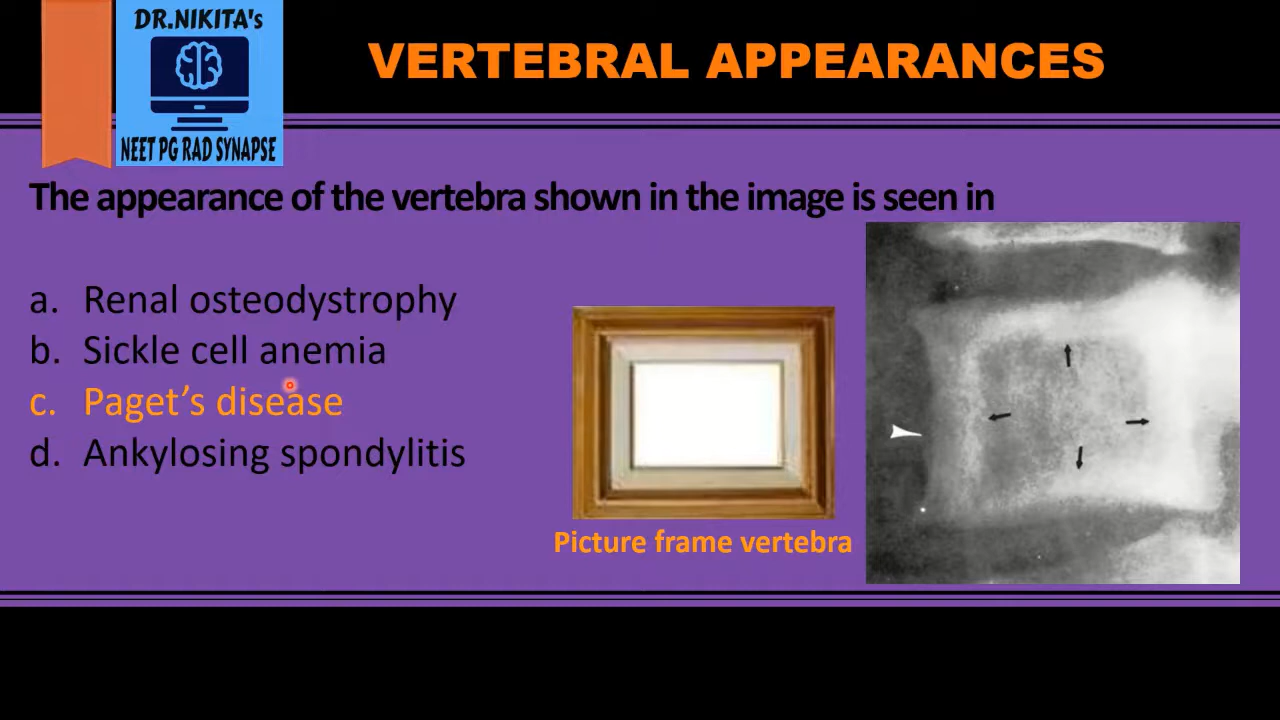 DR.NIKITA's
NEET PG RAD SYNAPSE
VERTEBRAL APPEARANCES
The appearance of the vertebra shown in the image is seen in
a. Renal osteodystrophy
b. Sickle cell anemia
c. Paget’s disease
d. Ankylosing spondylitis
Picture frame vertebra